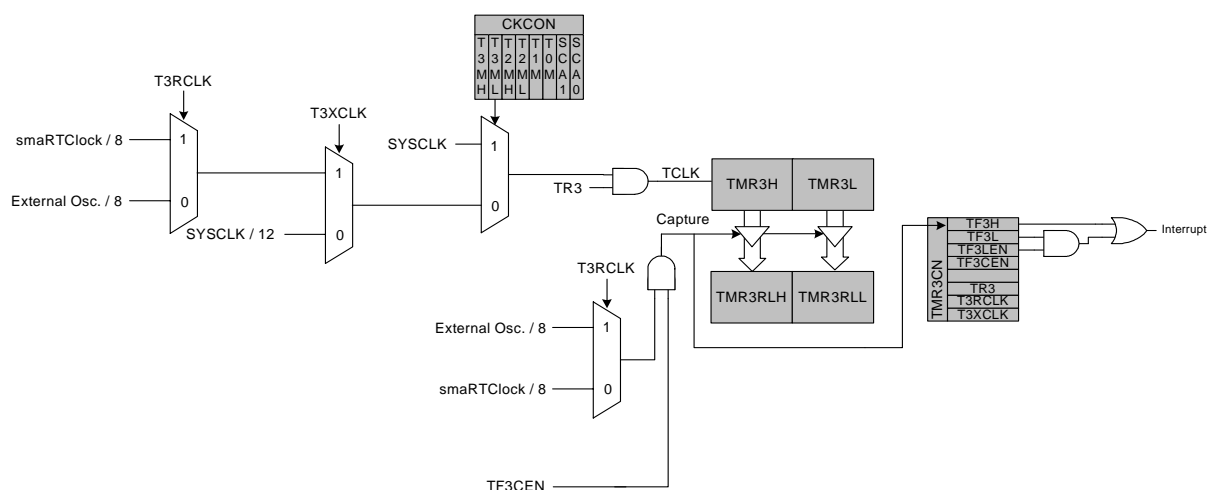 CKCON
T3MH T3ML T2MH T2ML T1M T0M SCA1 SCA0
T3RCLK
smaRTClock / 8
1
External Osc. / 8
0
T3XCLK
1
SYSCLK / 12
0
SYSCLK
1
0
TR3
TCLK
TMR3H TMR3L
Capture
TMR3RLH TMR3RLL
T3RCLK
External Osc. / 8
1
smaRTClock / 8
0
TF3CEN
TMR3CN
TF3H
TF3L
TF3LEN
TF3CEN
TR3
T3RCLK
T3XCLK
Interrupt